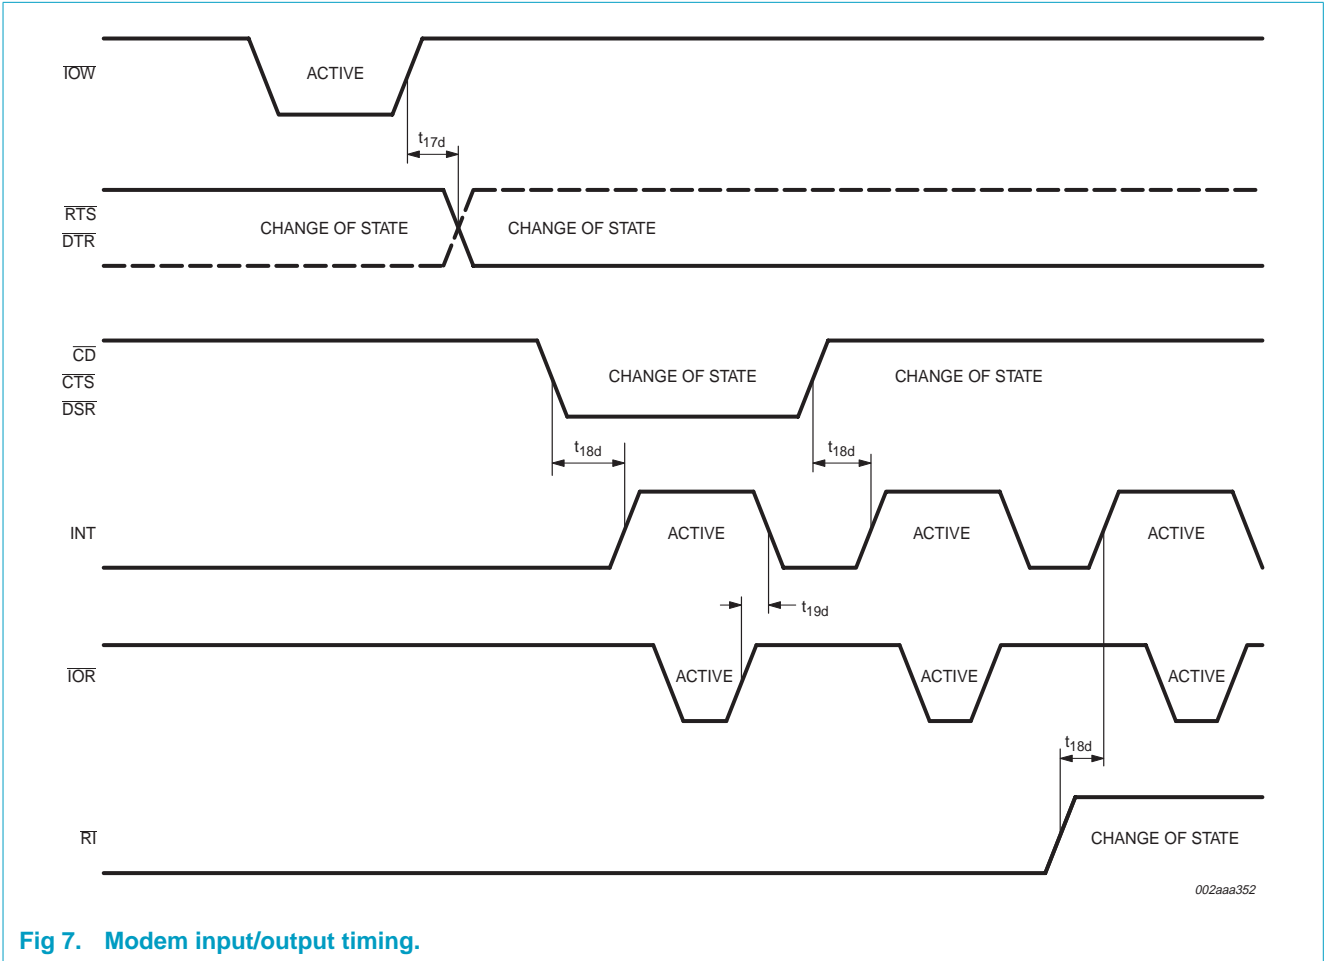 IOW
ACTIVE
t17d
RTS
DTR
CHANGE OF STATE
CHANGE OF STATE
CD
CTS
DSR
CHANGE OF STATE
CHANGE OF STATE
t18d
t18d
INT
ACTIVE
ACTIVE
ACTIVE
t19d
IOR
ACTIVE
ACTIVE
ACTIVE
t18d
RI
CHANGE OF STATE
002aaa352
Fig 7. Modem input/output timing.